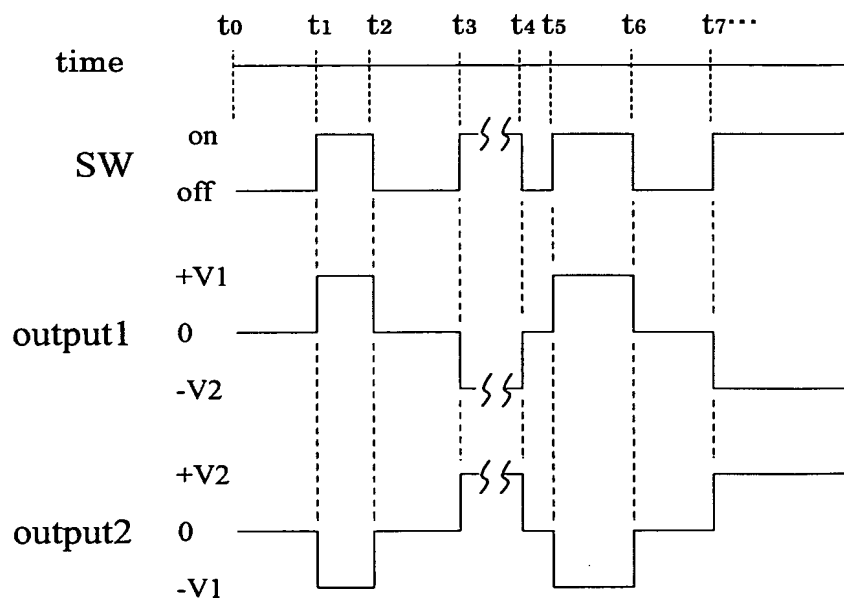 t0 t1 t2 t3 t4 t5 t6 t7...
time
on
SW
off
+V1
output1 0
-V2
+V2
output2 0
-V1